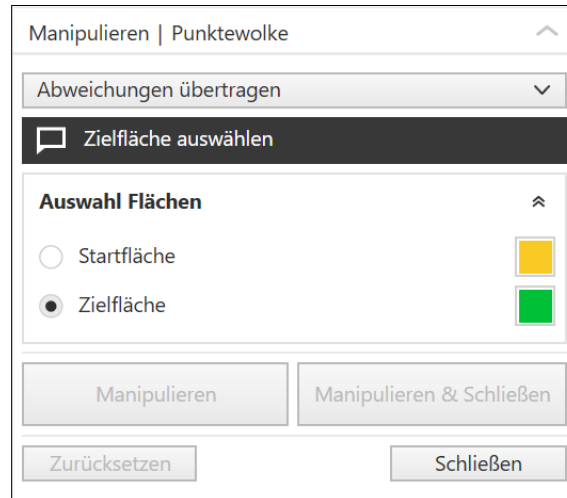 Manipulieren | Punktewolke
Abweichungen übertragen
Zielfläche auswählen
Auswahl Flächen
Startfläche
Zielfläche
Manipulieren
Manipulieren & Schließen
Zurücksetzen
Schließen